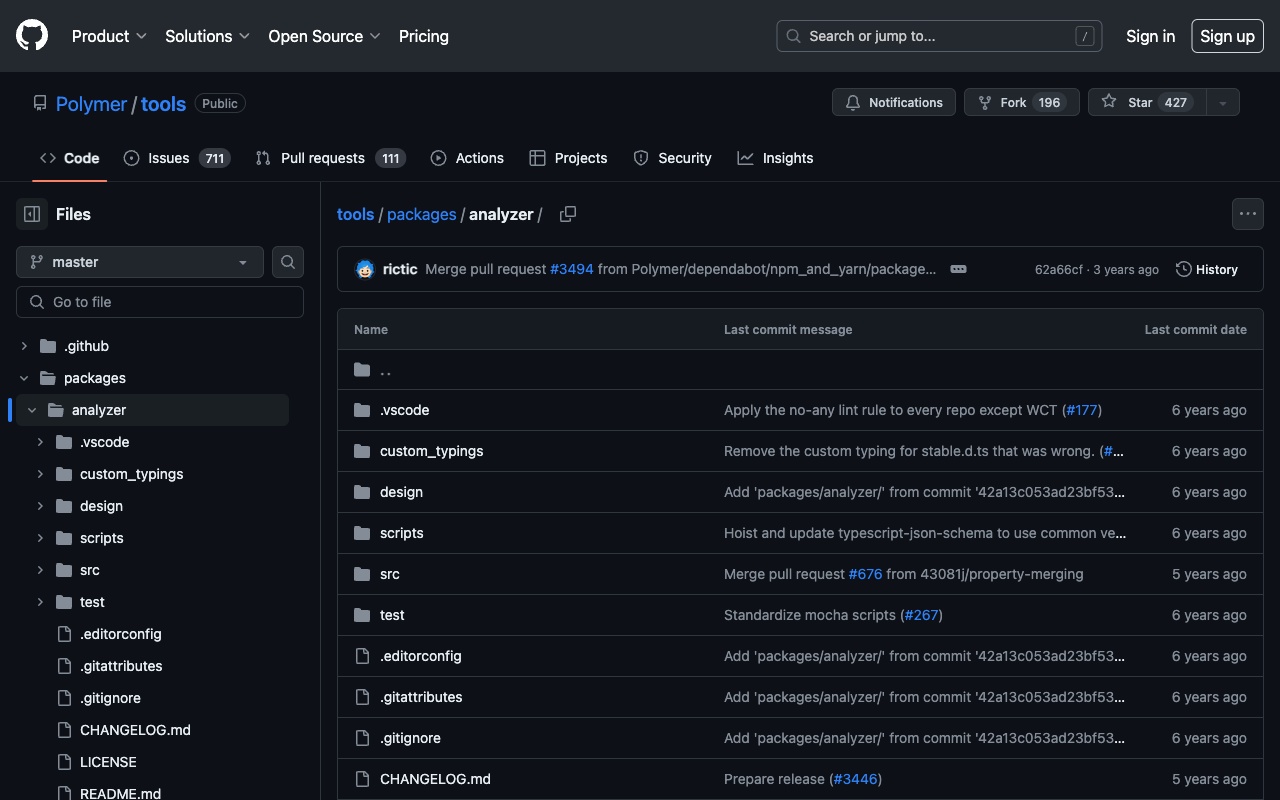 Product Solutions Open Source Pricing Search or jump to... / Sign in Sign up
Polymer / tools Public Notifications Fork 196 Star 427
Code Issues 711 Pull requests 111 Actions Projects Security Insights
Files
master
Go to file
.github
packages
analyzer
.vscode
custom_typings
design
scripts
src
test
.editorconfig
.gitattributes
.gitignore
CHANGELOG.md
LICENSE
README.md
tools / packages / analyzer /
rictic Merge pull request #3494 from Polymer/dependabot/npm_and_yarn/package... 62a66cf · 3 years ago History
Name Last commit message Last commit date
..
.vscode Apply the no-any lint rule to every repo except WCT (#177) 6 years ago
custom_typings Remove the custom typing for stable.d.ts that was wrong. (#... 6 years ago
design Add 'packages/analyzer/' from commit '42a13c053ad23bf53... 6 years ago
scripts Hoist and update typescript-json-schema to use common ve... 6 years ago
src Merge pull request #676 from 43081j/property-merging 5 years ago
test Standardize mocha scripts (#267) 6 years ago
.editorconfig Add 'packages/analyzer/' from commit '42a13c053ad23bf53... 6 years ago
.gitattributes Add 'packages/analyzer/' from commit '42a13c053ad23bf53... 6 years ago
.gitignore Add 'packages/analyzer/' from commit '42a13c053ad23bf53... 6 years ago
CHANGELOG.md Prepare release (#3446) 5 years ago